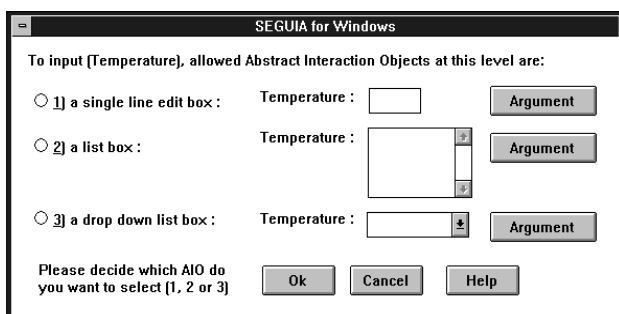 SEGUIA for Windows
To input (Temperature), allowed Abstract Interaction Objects at this level are:
1) a single line edit box : Temperature : Argument
2) a list box : Temperature : Argument
3) a drop down list box : Temperature : Argument
Please decide which AIO do
you want to select (1, 2 or 3)
Ok Cancel Help